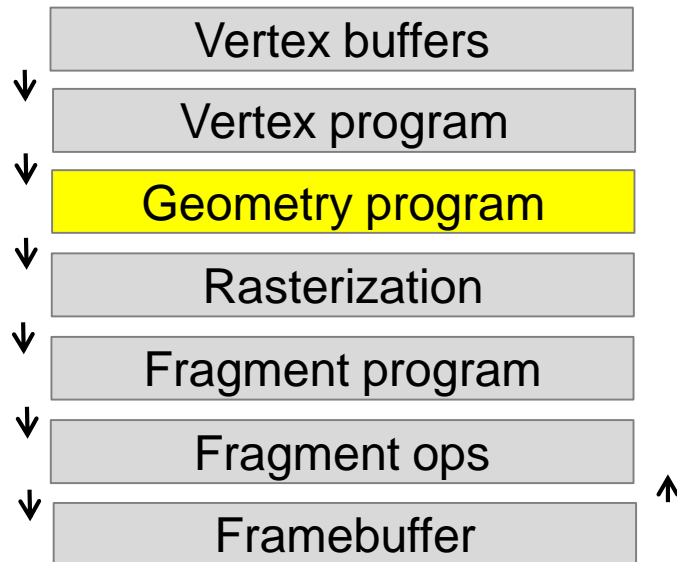 Vertex buffers
Vertex program
Geometry program
Rasterization
Fragment program
Fragment ops
Framebuffer